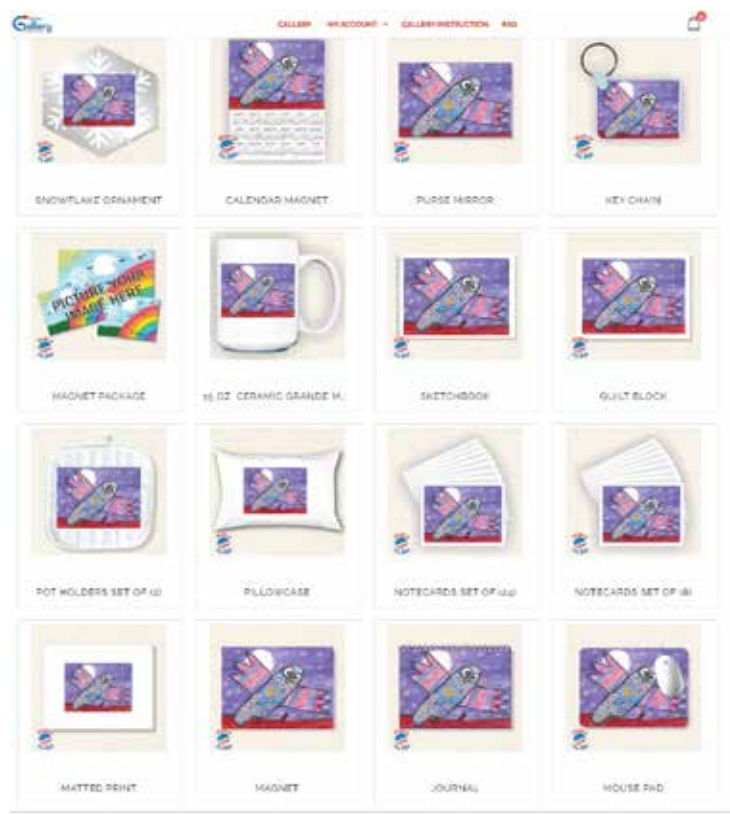 Gallery
GALLERY MY ACCOUNT GALLERY INSTRUCTION FAQ
SNOWFLAKE ORNAMENT
CALENDAR MAGNET
PURSE MIRROR
KEY CHAIN
PICTURE YOUR
IMAGE HERE
MAGNET PACKAGE
15 OZ. CERAMIC GRANDE M...
SKETCHBOOK
QUILT BLOCK
POT HOLDERS SET OF (2)
PILLOWCASE
NOTECARDS SET OF (24)
NOTECARDS SET OF (8)
MATTED PRINT
MAGNET
JOURNAL
MOUSE PAD